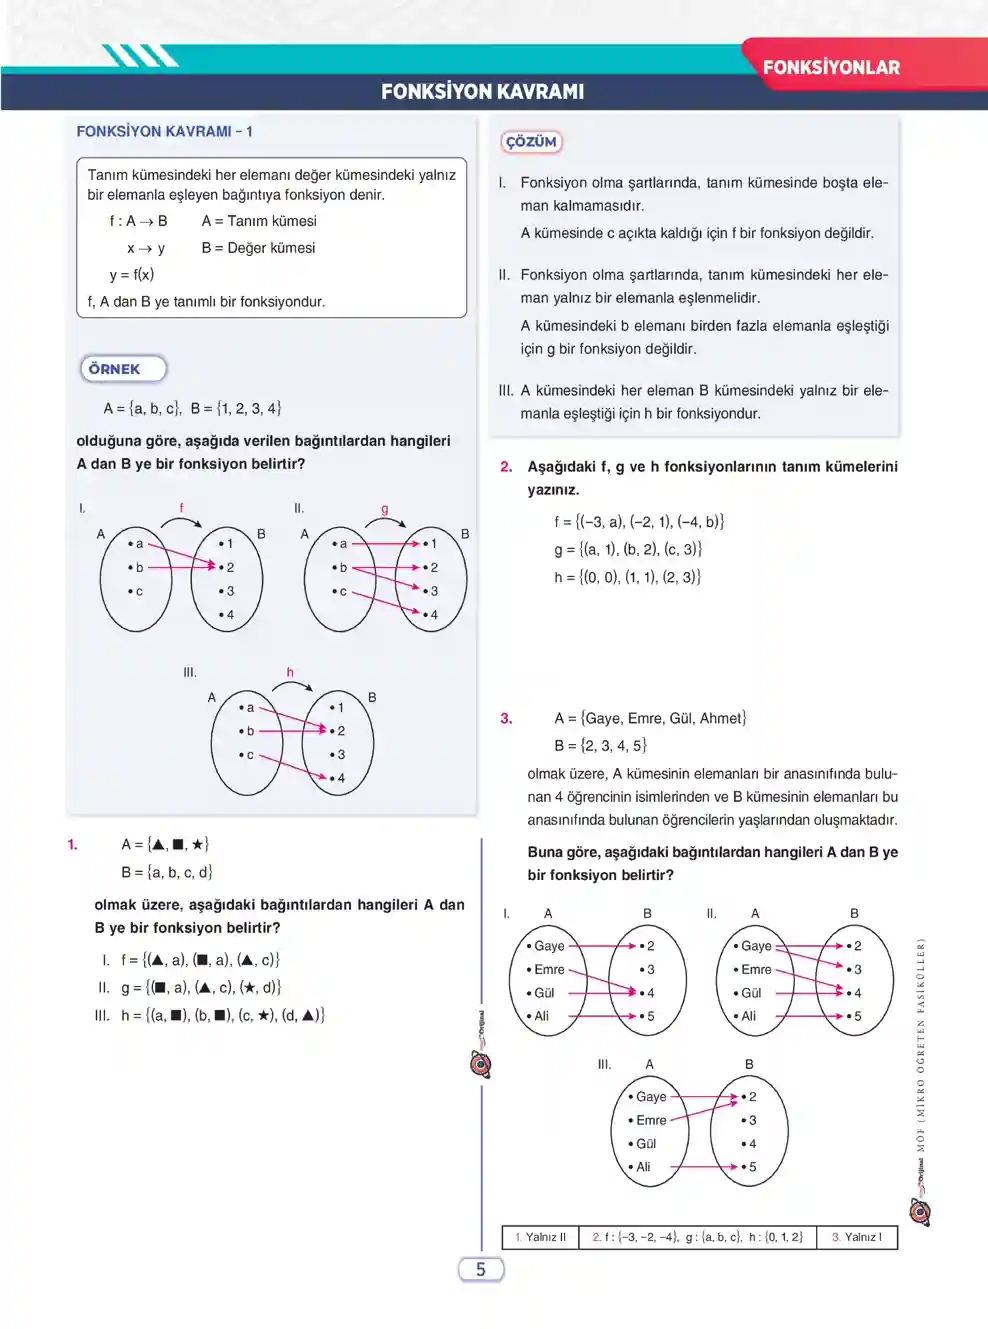 FONKSİYONLAR
FONKSİYON KAVRAMI
FONKSİYON KAVRAMI – 1
Tanım kümesindeki her elemanı değer kümesindeki yalnız
bir elemanla eşleyen bağıntıya fonksiyon denir.
f : A → B A = Tanım kümesi
x → y B = Değer kümesi
y = f(x)
f, A dan B ye tanımlı bir fonksiyondur.
ÖRNEK
A = {a, b, c}, B = {1, 2, 3, 4}
olduğuna göre, aşağıda verilen bağıntılardan hangileri
A dan B ye bir fonksiyon belirtir?
I. f
A B
• a • 1
• b • 2
• c • 3
• 4
II. g
A B
• a • 1
• b • 2
• c • 3
• 4
III. h
A B
• a • 1
• b • 2
• c • 3
• 4
1. A = {▲, ■, ★}
B = {a, b, c, d}
olmak üzere, aşağıdaki bağıntılardan hangileri A dan
B ye bir fonksiyon belirtir?
I. f = {(▲, a), (■, a), (▲, c)}
II. g = {(■, a), (▲, c), (★, d)}
III. h = {(a, ■), (b, ■), (c, ★), (d, ▲)}
ÇÖZÜM
I. Fonksiyon olma şartlarında, tanım kümesinde boşta ele-
man kalmamasıdır.
A kümesinde c açıkta kaldığı için f bir fonksiyon değildir.
II. Fonksiyon olma şartlarında, tanım kümesindeki her ele-
man yalnız bir elemanla eşlenmelidir.
A kümesindeki b elemanı birden fazla elemanla eşleştiği
için g bir fonksiyon değildir.
III. A kümesindeki her eleman B kümesindeki yalnız bir ele-
manla eşleştiği için h bir fonksiyondur.
2. Aşağıdaki f, g ve h fonksiyonlarının tanım kümelerini
yazınız.
f = {(–3, a), (–2, 1), (–4, b)}
g = {(a, 1), (b, 2), (c, 3)}
h = {(0, 0), (1, 1), (2, 3)}
3. A = {Gaye, Emre, Gül, Ahmet}
B = {2, 3, 4, 5}
olmak üzere, A kümesinin elemanları bir anasınıfında bulu-
nan 4 öğrencinin isimlerinden ve B kümesinin elemanları bu
anasınıfında bulunan öğrencilerin yaşlarından oluşmaktadır.
Buna göre, aşağıdaki bağıntılardan hangileri A dan B ye
bir fonksiyon belirtir?
I. A B
• Gaye • 2
• Emre • 3
• Gül • 4
• Ali • 5
II. A B
• Gaye • 2
• Emre • 3
• Gül • 4
• Ali • 5
III. A B
• Gaye • 2
• Emre • 3
• Gül • 4
• Ali • 5
Orijinal
Orijinal MÖF (MİKRO ÖĞRETEN FASİKÜLLER)
1. Yalnız II 2. f : {–3, –2, –4}, g : {a, b, c}, h : {0, 1, 2} 3. Yalnız I
5